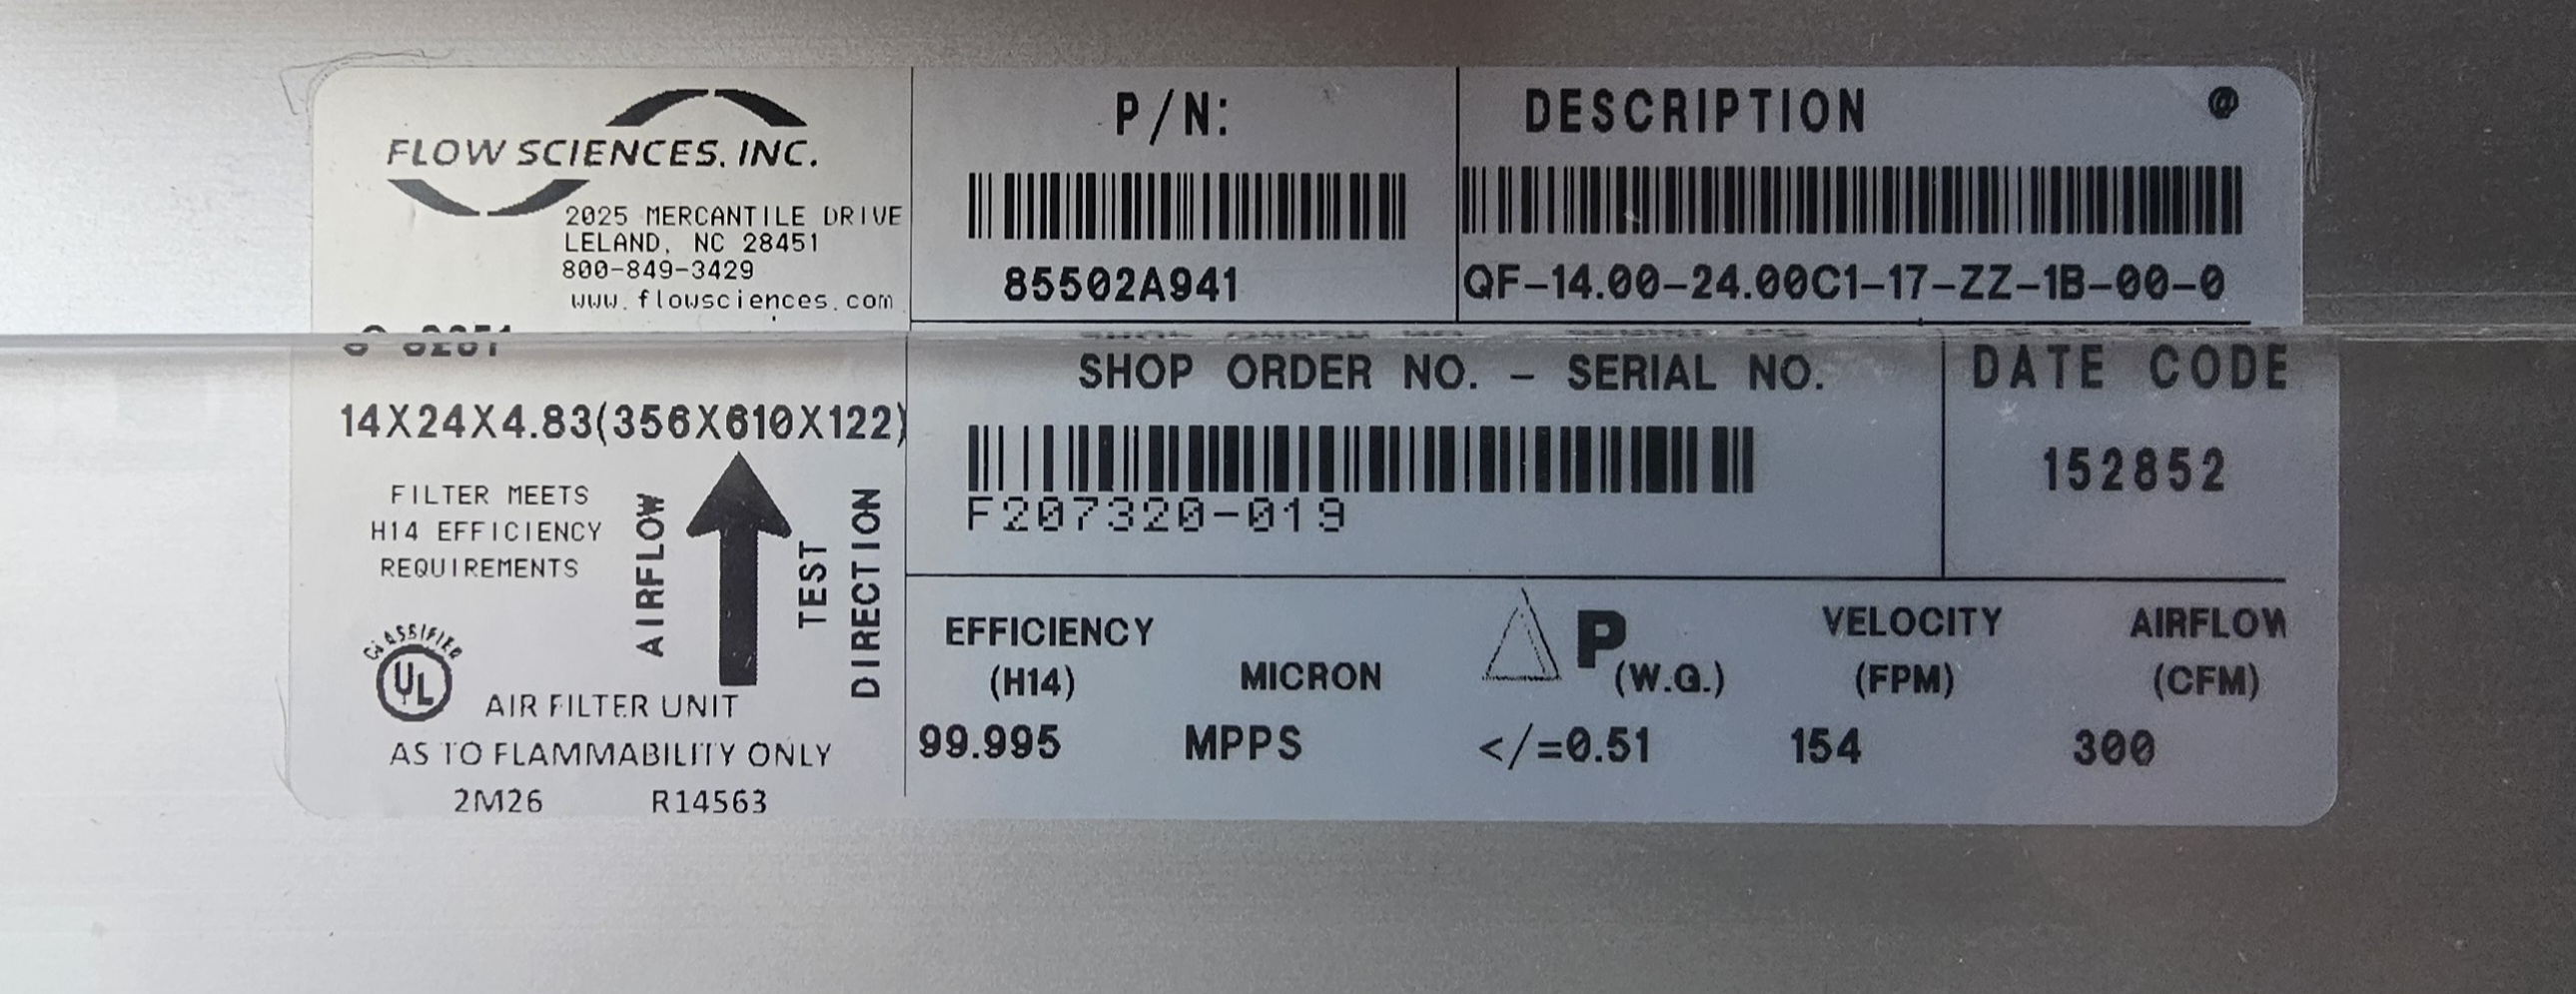 FLOW SCIENCES, INC.
2025 MERCANTILE DRIVE
LELAND, NC 28451
800-849-3429
www.flowsciences.com
P/N:
85502A941
DESCRIPTION @
QF-14.00-24.00C1-17-ZZ-1B-00-0
14X24X4.83(356X610X122)
FILTER MEETS
H14 EFFICIENCY
REQUIREMENTS
AIRFLOW
TEST
DIRECTION
CLASSIFIED
UL
AIR FILTER UNIT
AS TO FLAMMABILITY ONLY
2M26 R14563
SHOP ORDER NO. - SERIAL NO.
F207320-019
DATE CODE
152852
EFFICIENCY
(H14)
99.995
MICRON
MPPS
△P
(W.G.)
</=0.51
VELOCITY
(FPM)
154
AIRFLOW
(CFM)
300